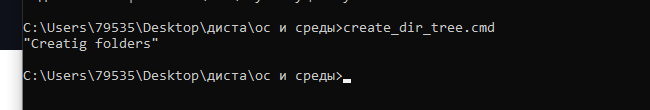 C:\Users\79535\Desktop\диста\ос и среды>create_dir_tree.cmd
"Creatig folders"
C:\Users\79535\Desktop\диста\ос и среды>